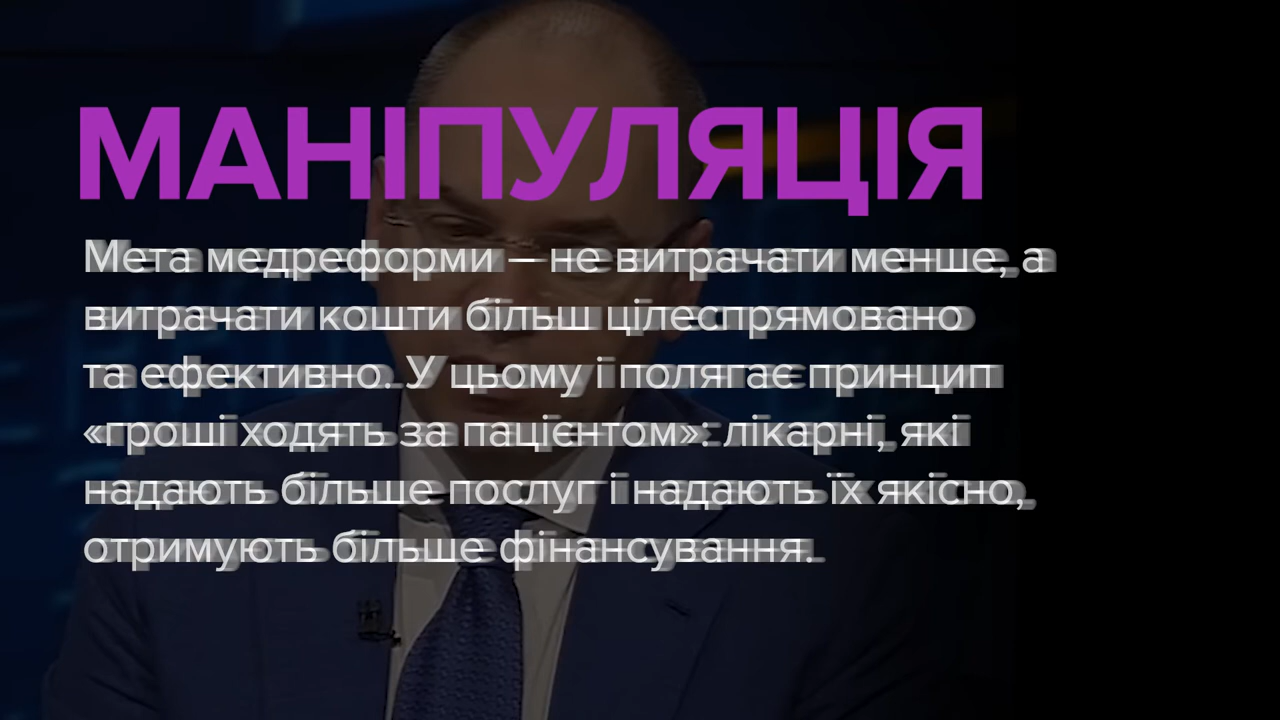 МАНІПУЛЯЦІЯ
Мета медреформи — не витрачати менше, а
витрачати кошти більш цілеспрямовано
та ефективно. У цьому і полягає принцип
«гроші ходять за пацієнтом»: лікарні, які
надають більше послуг і надають їх якісно,
отримують більше фінансування.